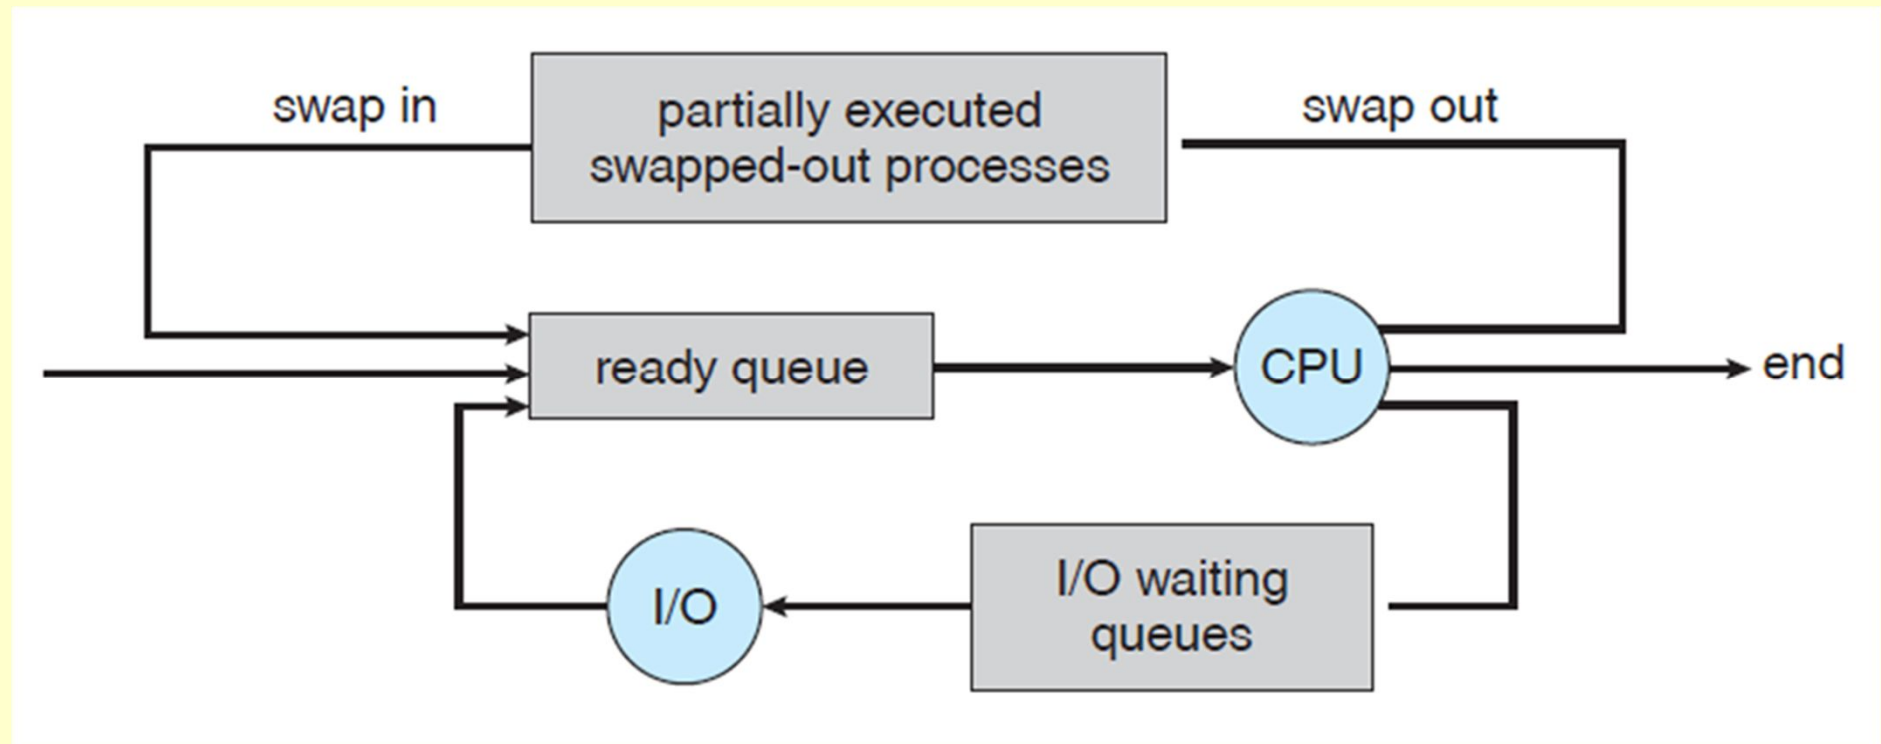 swap in
partially executed
swapped-out processes
swap out
ready queue
CPU
end
I/O
I/O waiting
queues